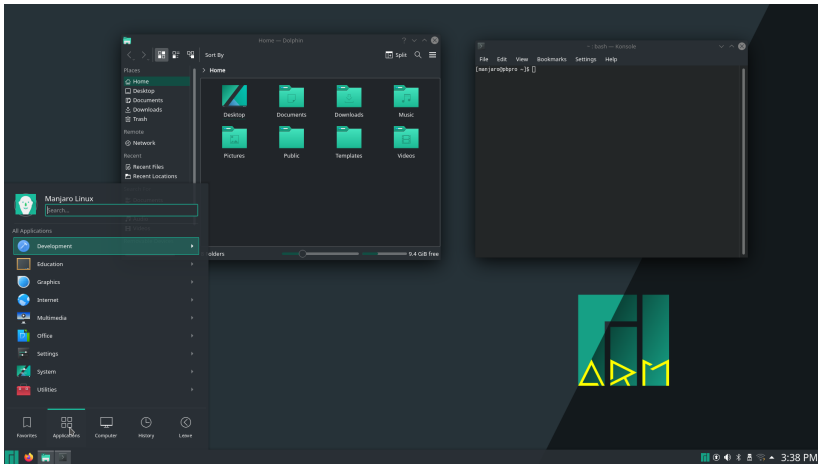 Home — Dolphin
Sort By
Split
Places
Home
Desktop
Documents
Downloads
Trash
Remote
Network
Recent
Recent Files
Recent Locations
> Home
Desktop
Documents
Downloads
Music
Pictures
Public
Templates
Videos
olders
9.4 GiB free
~ : bash — Konsole
File Edit View Bookmarks Settings Help
[manjaro@pbpro ~]$
Manjaro Linux
Search...
All Applications
Development
Education
Graphics
Internet
Multimedia
Office
Settings
System
Utilities
Favorites
Applications
Computer
History
Leave
ARM
3:38 PM